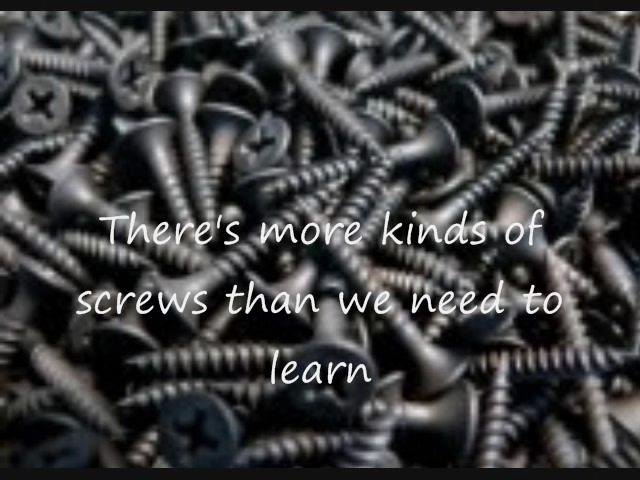 There's more kinds of
screws than we need to
learn